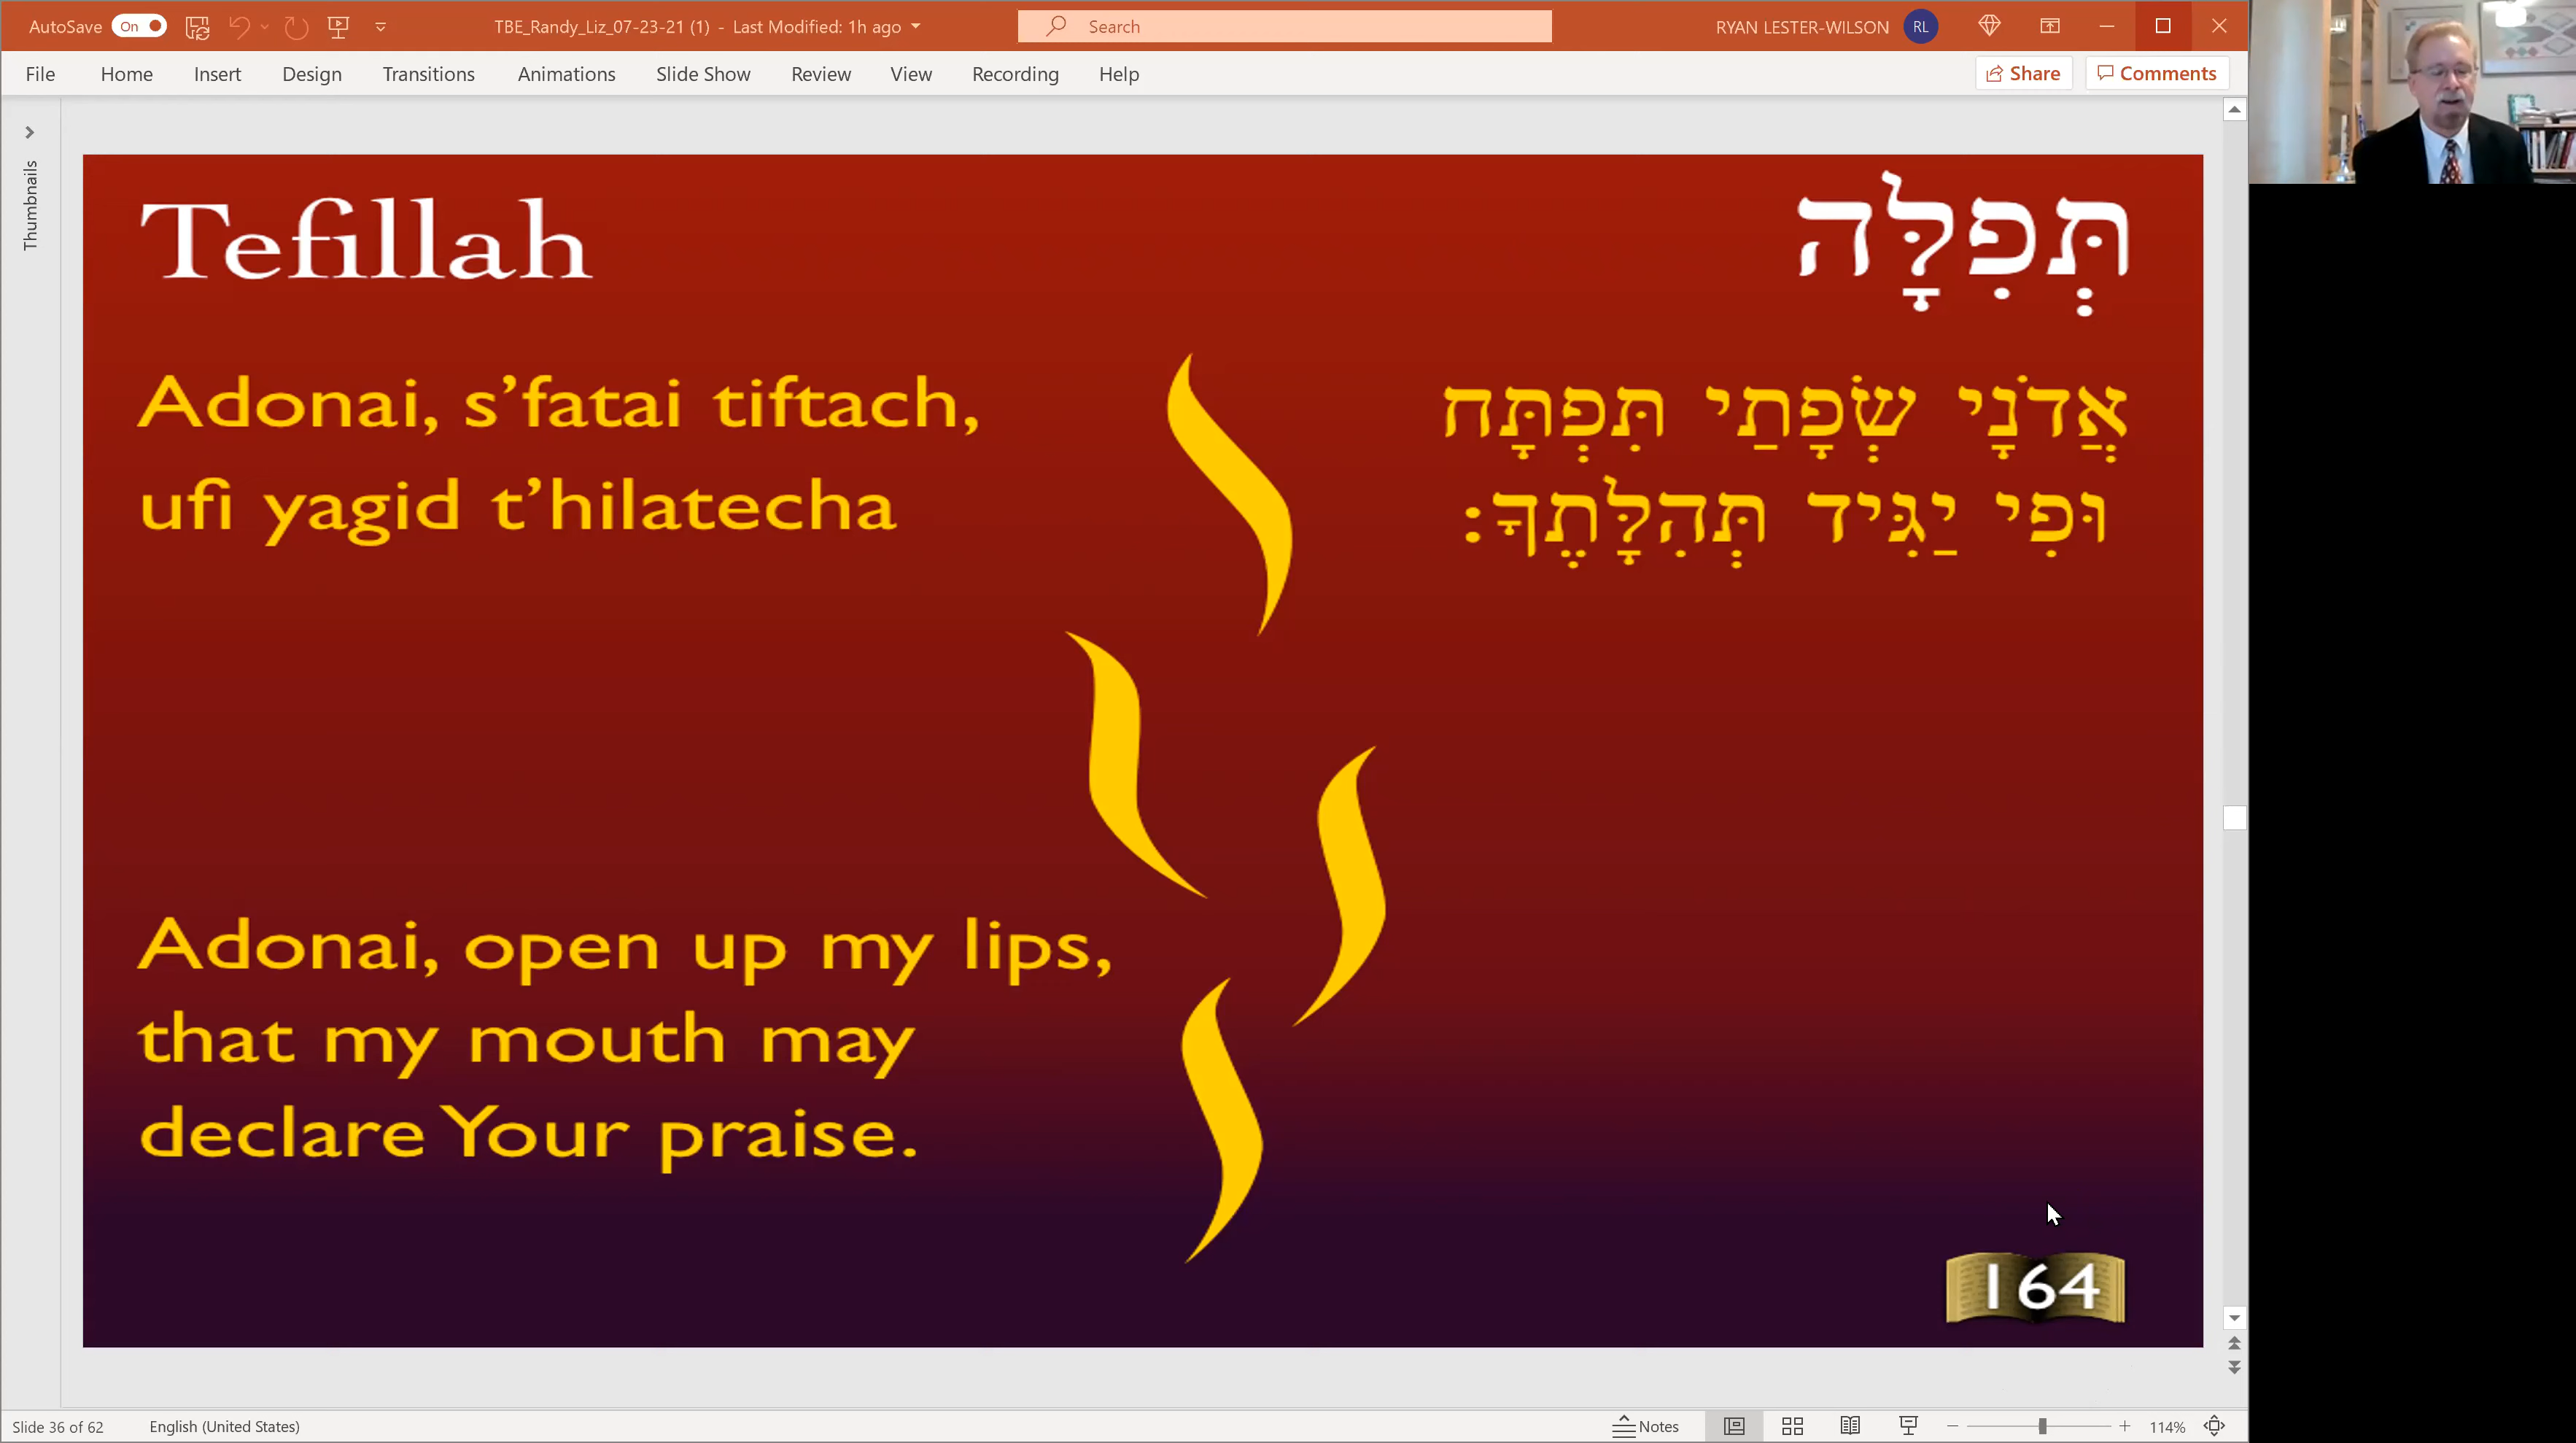 AutoSave On TBE_Randy_Liz_07-23-21 (1) - Last Modified: 1h ago Search RYAN LESTER-WILSON RL
File Home Insert Design Transitions Animations Slide Show Review View Recording Help Share Comments
Thumbnails
Tefillah
תְּפִלָּה
Adonai, s’fatai tiftach,
ufi yagid t’hilatecha
אֲדֹנָי שְׂפָתַי תִּפְתָּח
וּפִי יַגִּיד תְּהִלָּתֶךָ:
Adonai, open up my lips,
that my mouth may
declare Your praise.
164
Slide 36 of 62 English (United States) Notes 114%